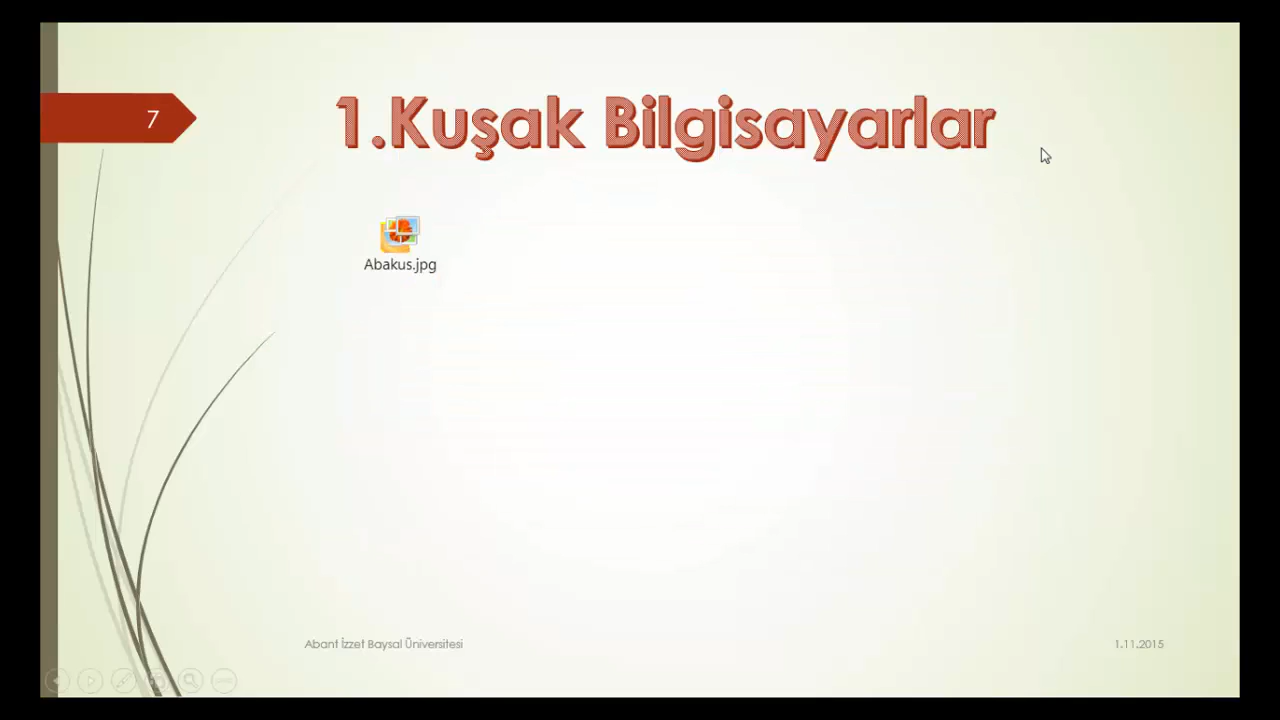 7
1.Kuşak Bilgisayarlar
Abakus.jpg
Abant İzzet Baysal Üniversitesi
1.11.2015